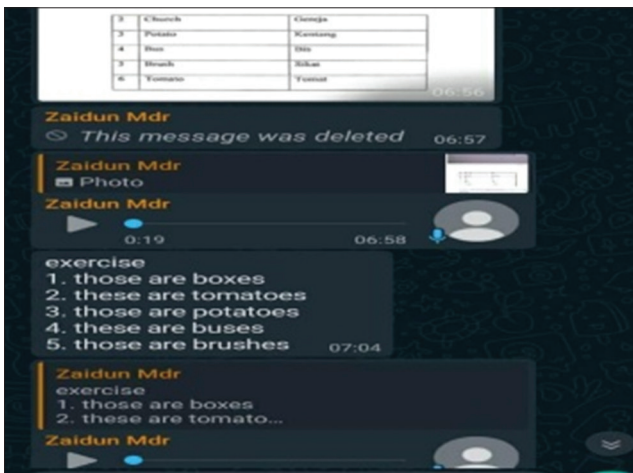 2 Church Gereja
3 Potato Kentang
4 Bus Bis
5 Brush Sikat
6 Tomato Tomat
06:56
Zaidun Mdr
This message was deleted 06:57
Zaidun Mdr
Photo
Zaidun Mdr
0:19 06:58
exercise
1. those are boxes
2. these are tomatoes
3. those are potatoes
4. these are buses
5. those are brushes 07:04
Zaidun Mdr
exercise
1. those are boxes
2. these are tomato...
Zaidun Mdr